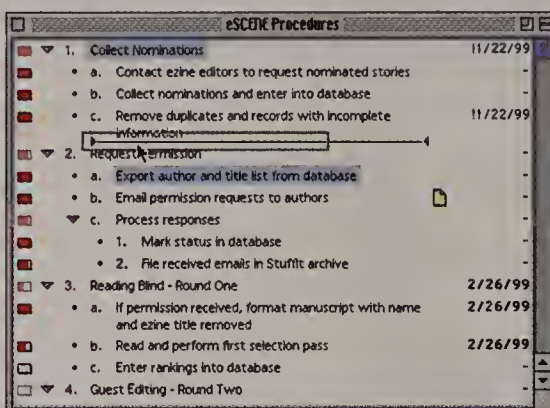 eSCENE Procedures
1. Collect Nominations 11/22/99
a. Contact ezine editors to request nominated stories -
b. Collect nominations and enter into database -
c. Remove duplicates and records with incomplete 11/22/99
information
2. Request Permission -
a. Export author and title list from database -
b. Email permission requests to authors -
c. Process responses -
1. Mark status in database -
2. File received emails in StuffIt archive -
3. Reading Blind - Round One 2/26/99
a. If permission received, format manuscript with name 2/26/99
and ezine title removed
b. Read and perform first selection pass 2/26/99
c. Enter rankings into database -
4. Guest Editing - Round Two -